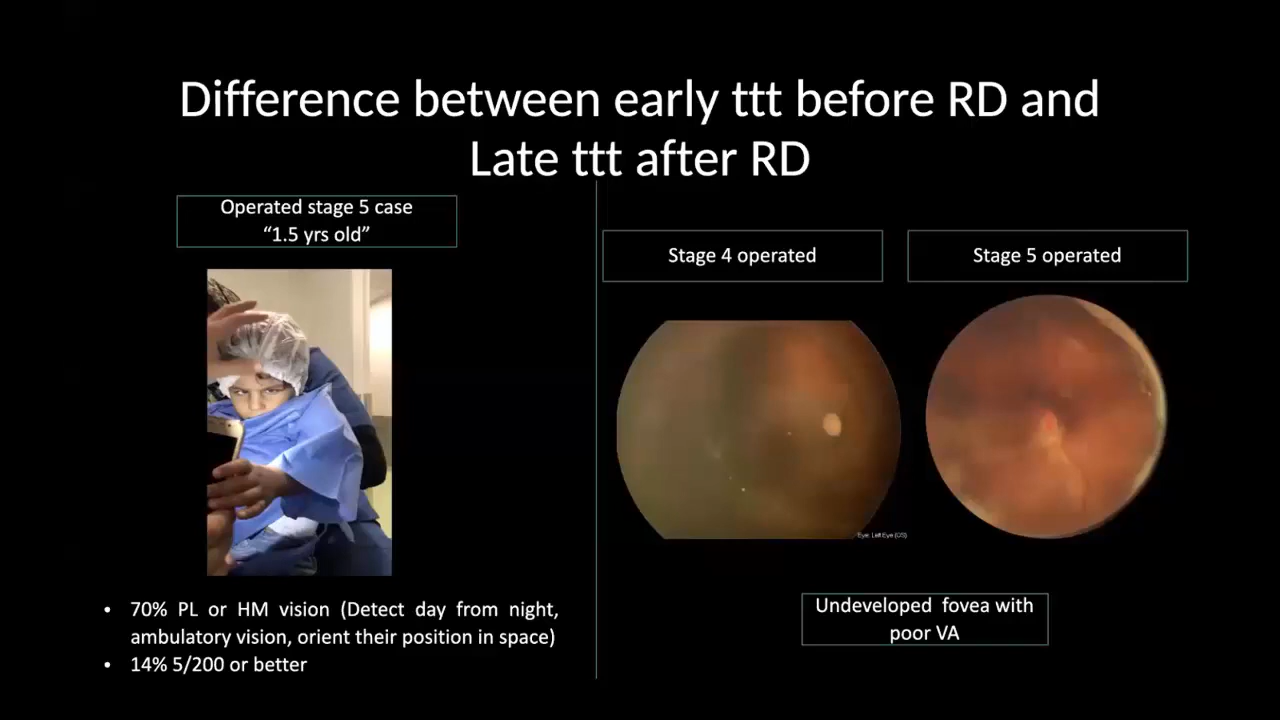 Difference between early ttt before RD and
Late ttt after RD
Operated stage 5 case
“1.5 yrs old”
Stage 4 operated
Stage 5 operated
Eye: Left Eye (OS)
• 70% PL or HM vision (Detect day from night,
ambulatory vision, orient their position in space)
• 14% 5/200 or better
Undeveloped fovea with
poor VA